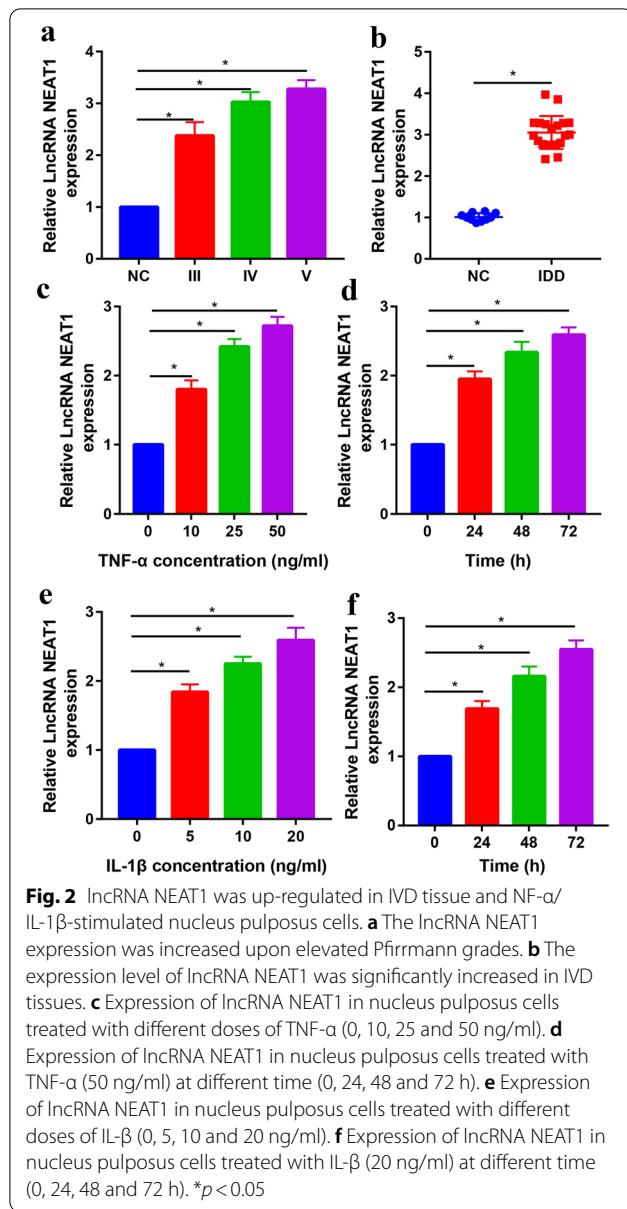 a
Relative LncRNA NEAT1
expression
4
3
2
1
0
*
*
*
NC III IV V
b
Relative LncRNA NEAT1
expression
5
4
3
2
1
0
*
NC IDD
c
Relative LncRNA NEAT1
expression
3
2
1
0
*
*
*
0 10 25 50
TNF-α concentration (ng/ml)
d
Relative LncRNA NEAT1
expression
3
2
1
0
*
*
*
0 24 48 72
Time (h)
e
Relative LncRNA NEAT1
expression
3
2
1
0
*
*
*
0 5 10 20
IL-1β concentration (ng/ml)
f
Relative LncRNA NEAT1
expression
3
2
1
0
*
*
*
0 24 48 72
Time (h)
Fig. 2 lncRNA NEAT1 was up-regulated in IVD tissue and NF-α/
IL-1β-stimulated nucleus pulposus cells. a The lncRNA NEAT1
expression was increased upon elevated Pfirrmann grades. b The
expression level of lncRNA NEAT1 was significantly increased in IVD
tissues. c Expression of lncRNA NEAT1 in nucleus pulposus cells
treated with different doses of TNF-α (0, 10, 25 and 50 ng/ml). d
Expression of lncRNA NEAT1 in nucleus pulposus cells treated with
TNF-α (50 ng/ml) at different time (0, 24, 48 and 72 h). e Expression
of lncRNA NEAT1 in nucleus pulposus cells treated with different
doses of IL-β (0, 5, 10 and 20 ng/ml). f Expression of lncRNA NEAT1 in
nucleus pulposus cells treated with IL-β (20 ng/ml) at different time
(0, 24, 48 and 72 h). *p < 0.05